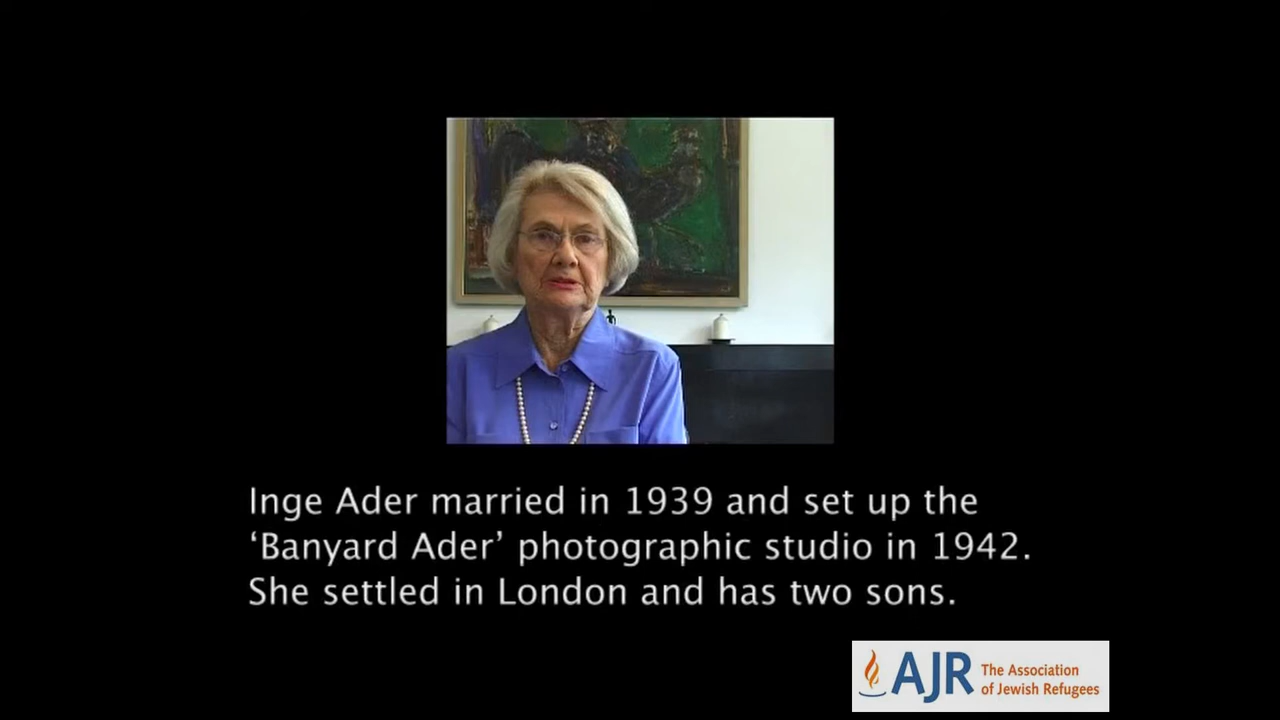 Inge Ader married in 1939 and set up the
‘Banyard Ader’ photographic studio in 1942.
She settled in London and has two sons.
AJR The Association
of Jewish Refugees